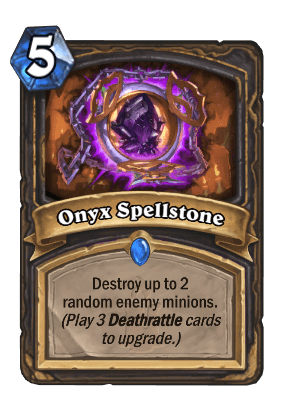 5
Onyx Spellstone
Destroy up to 2
random enemy minions.
(Play 3 Deathrattle cards
to upgrade.)